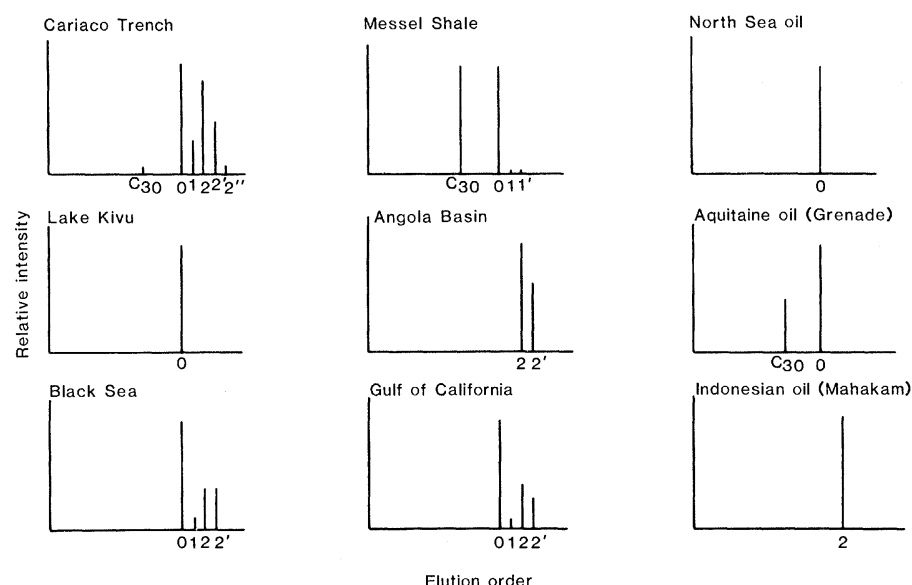 Cariaco Trench
C30 0 1 2 2' 2''
Messel Shale
C30 0 1 1'
North Sea oil
0
Lake Kivu
0
Angola Basin
2 2'
Aquitaine oil (Grenade)
C30 0
Black Sea
0 1 2 2'
Gulf of California
0 1 2 2'
Indonesian oil (Mahakam)
2
Relative intensity
Elution order